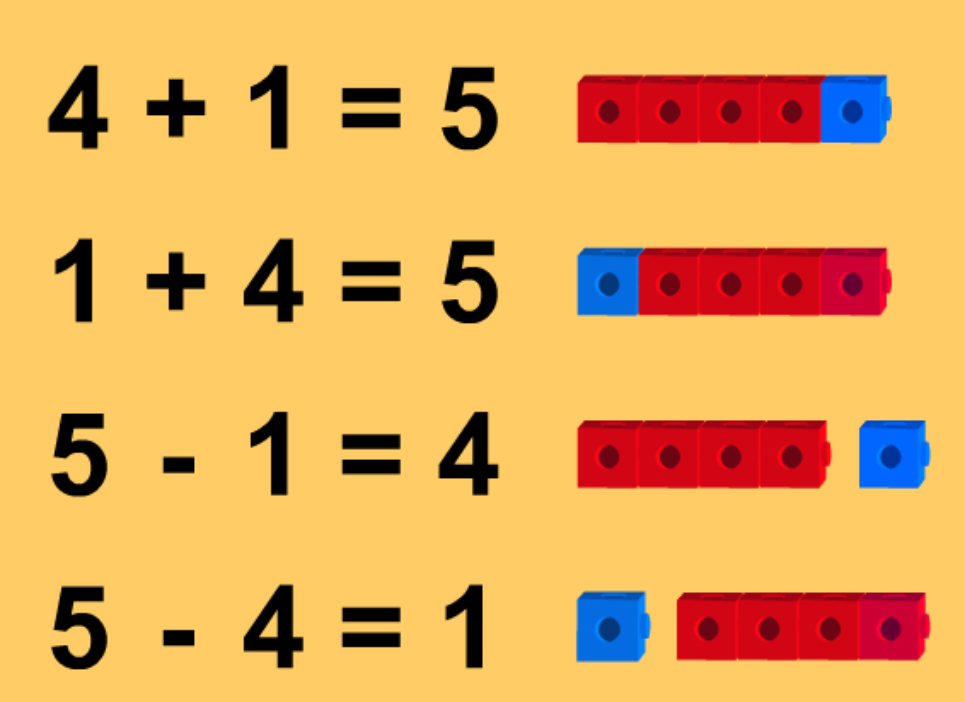 4 + 1 = 5
1 + 4 = 5
5 - 1 = 4
5 - 4 = 1